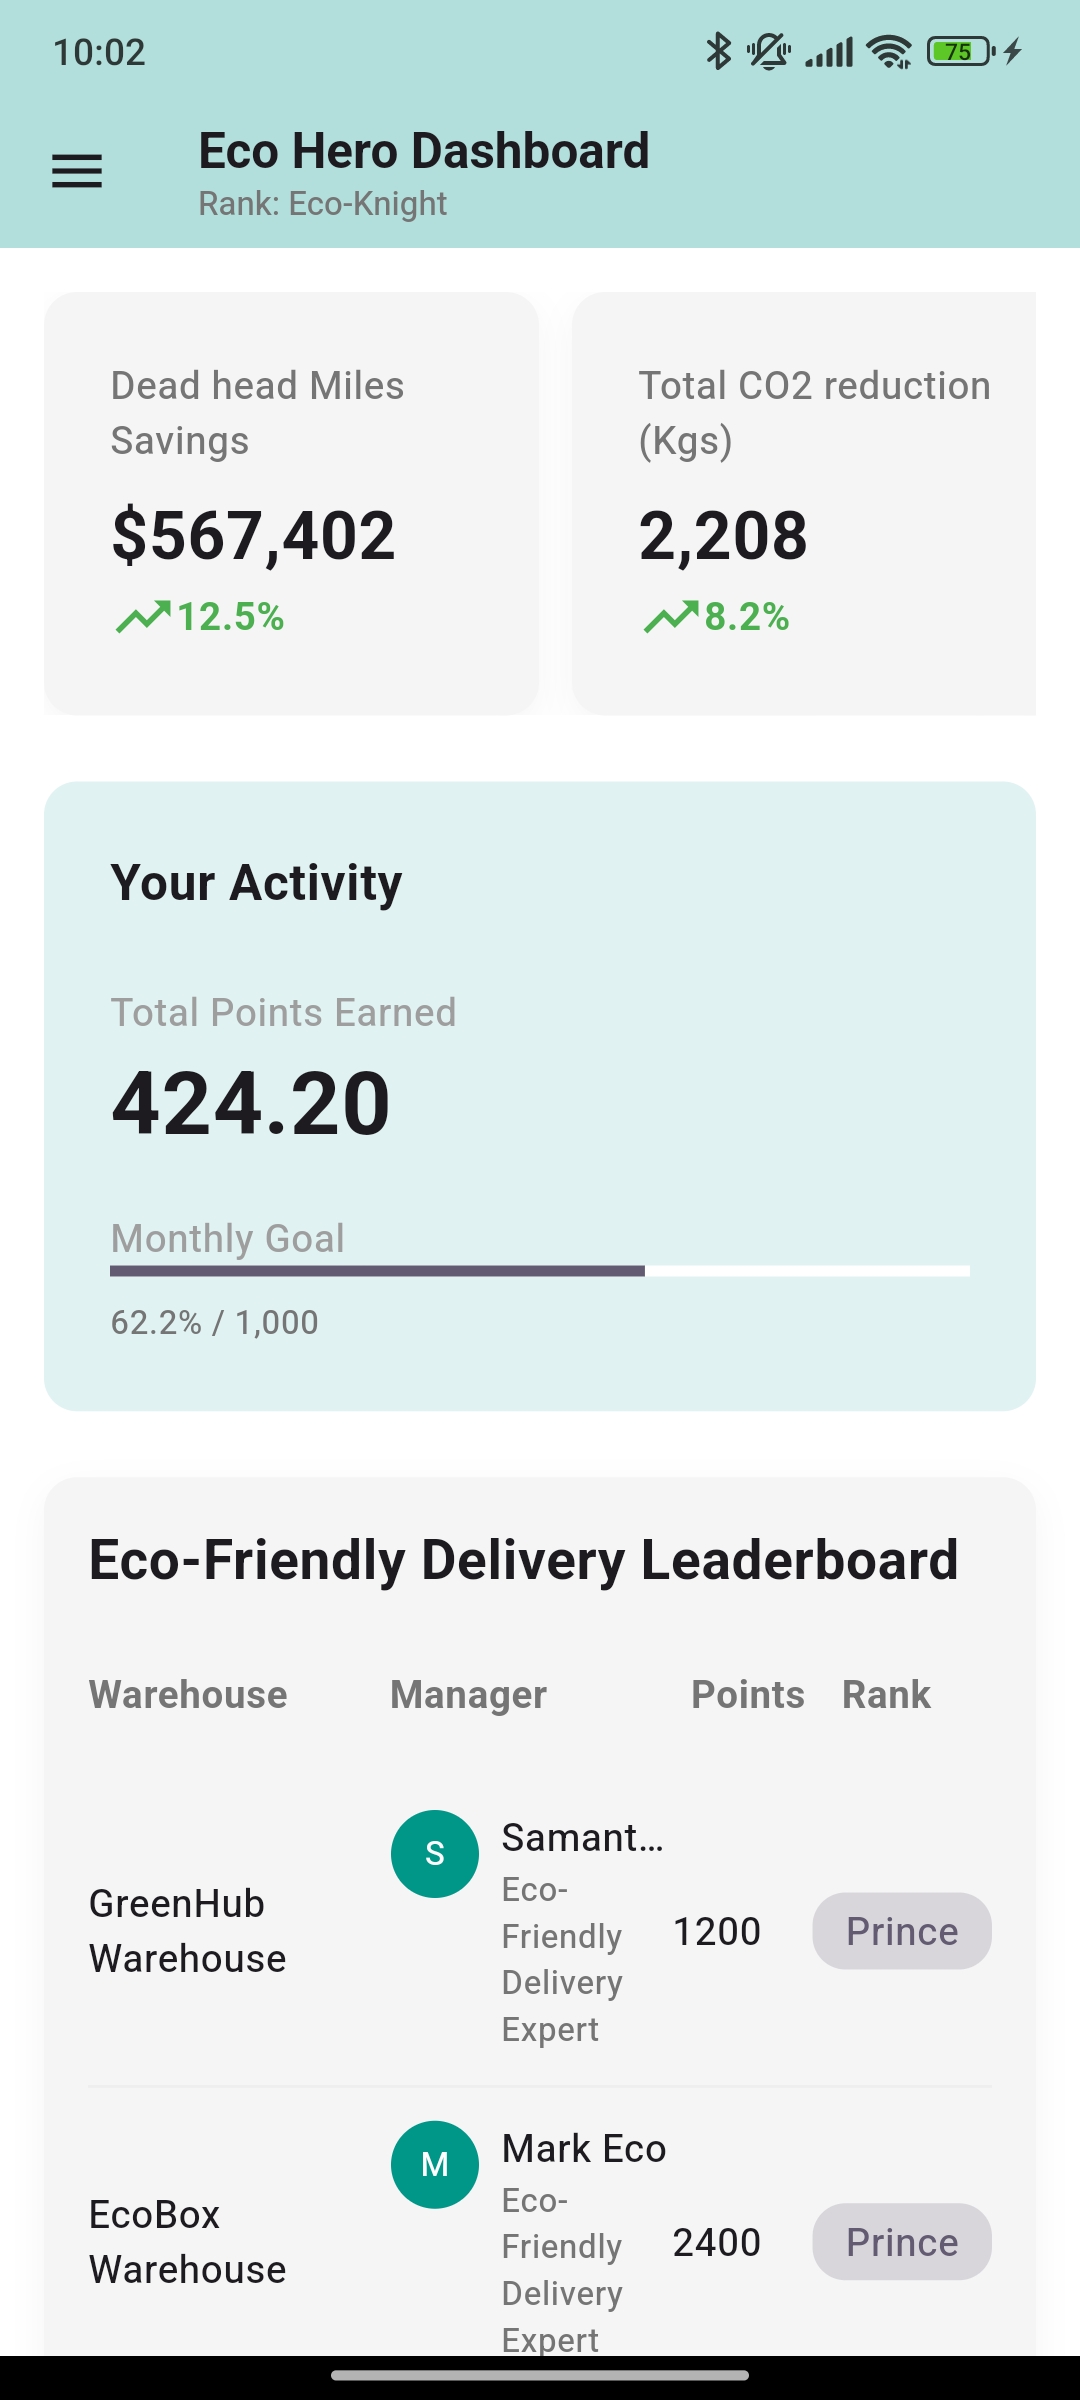 10:02
75
Eco Hero Dashboard
Rank: Eco-Knight
Dead head Miles
Savings
$567,402
12.5%
Total CO2 reduction
(Kgs)
2,208
8.2%
Your Activity
Total Points Earned
424.20
Monthly Goal
62.2% / 1,000
Eco-Friendly Delivery Leaderboard
Warehouse Manager Points Rank
GreenHub
Warehouse
S
Samant...
Eco-
Friendly
Delivery
Expert
1200
Prince
EcoBox
Warehouse
M
Mark Eco
Eco-
Friendly
Delivery
Expert
2400
Prince